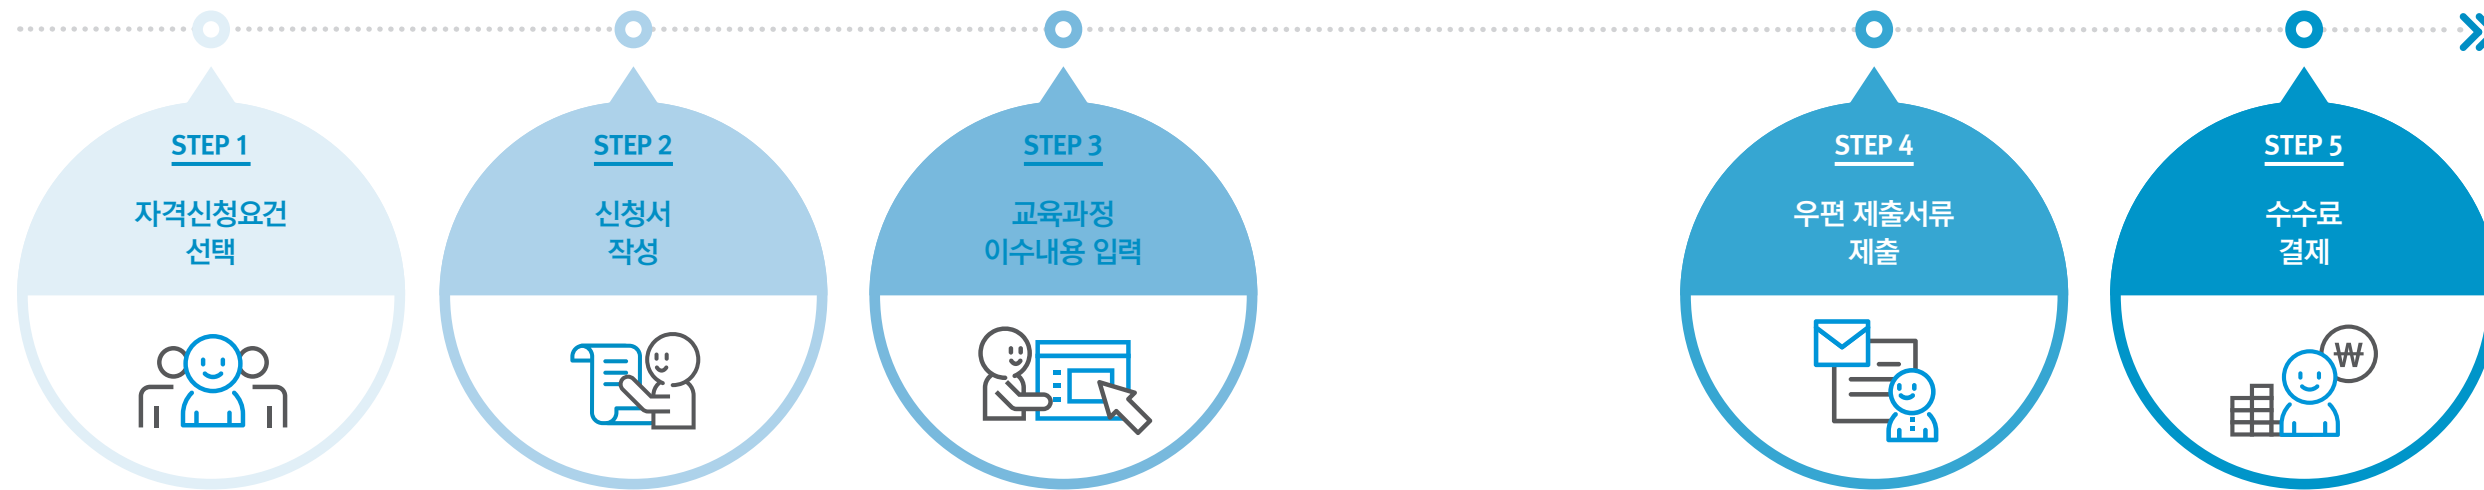 STEP 1
자격신청요건
선택
STEP 2
신청서
작성
STEP 3
교육과정
이수내용 입력
STEP 4
우편 제출서류
제출
STEP 5
수수료
결제
₩